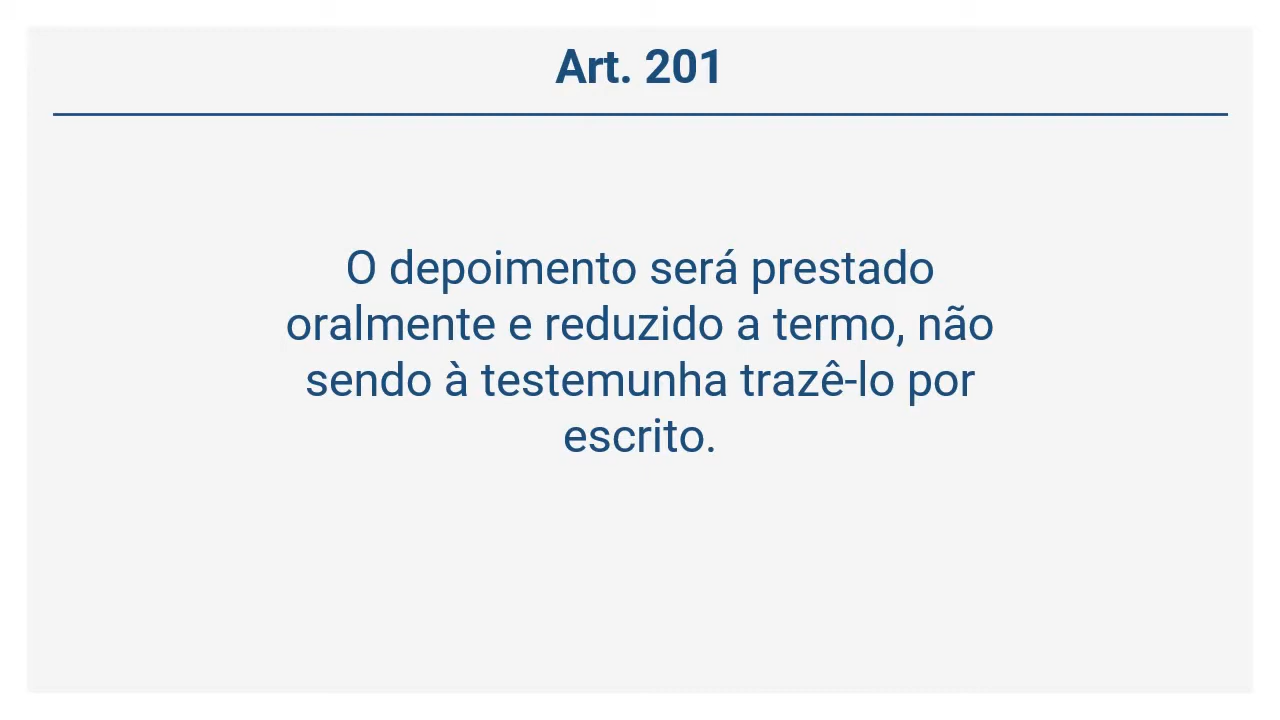 Art. 201
O depoimento será prestado
oralmente e reduzido a termo, não
sendo à testemunha trazê-lo por
escrito.